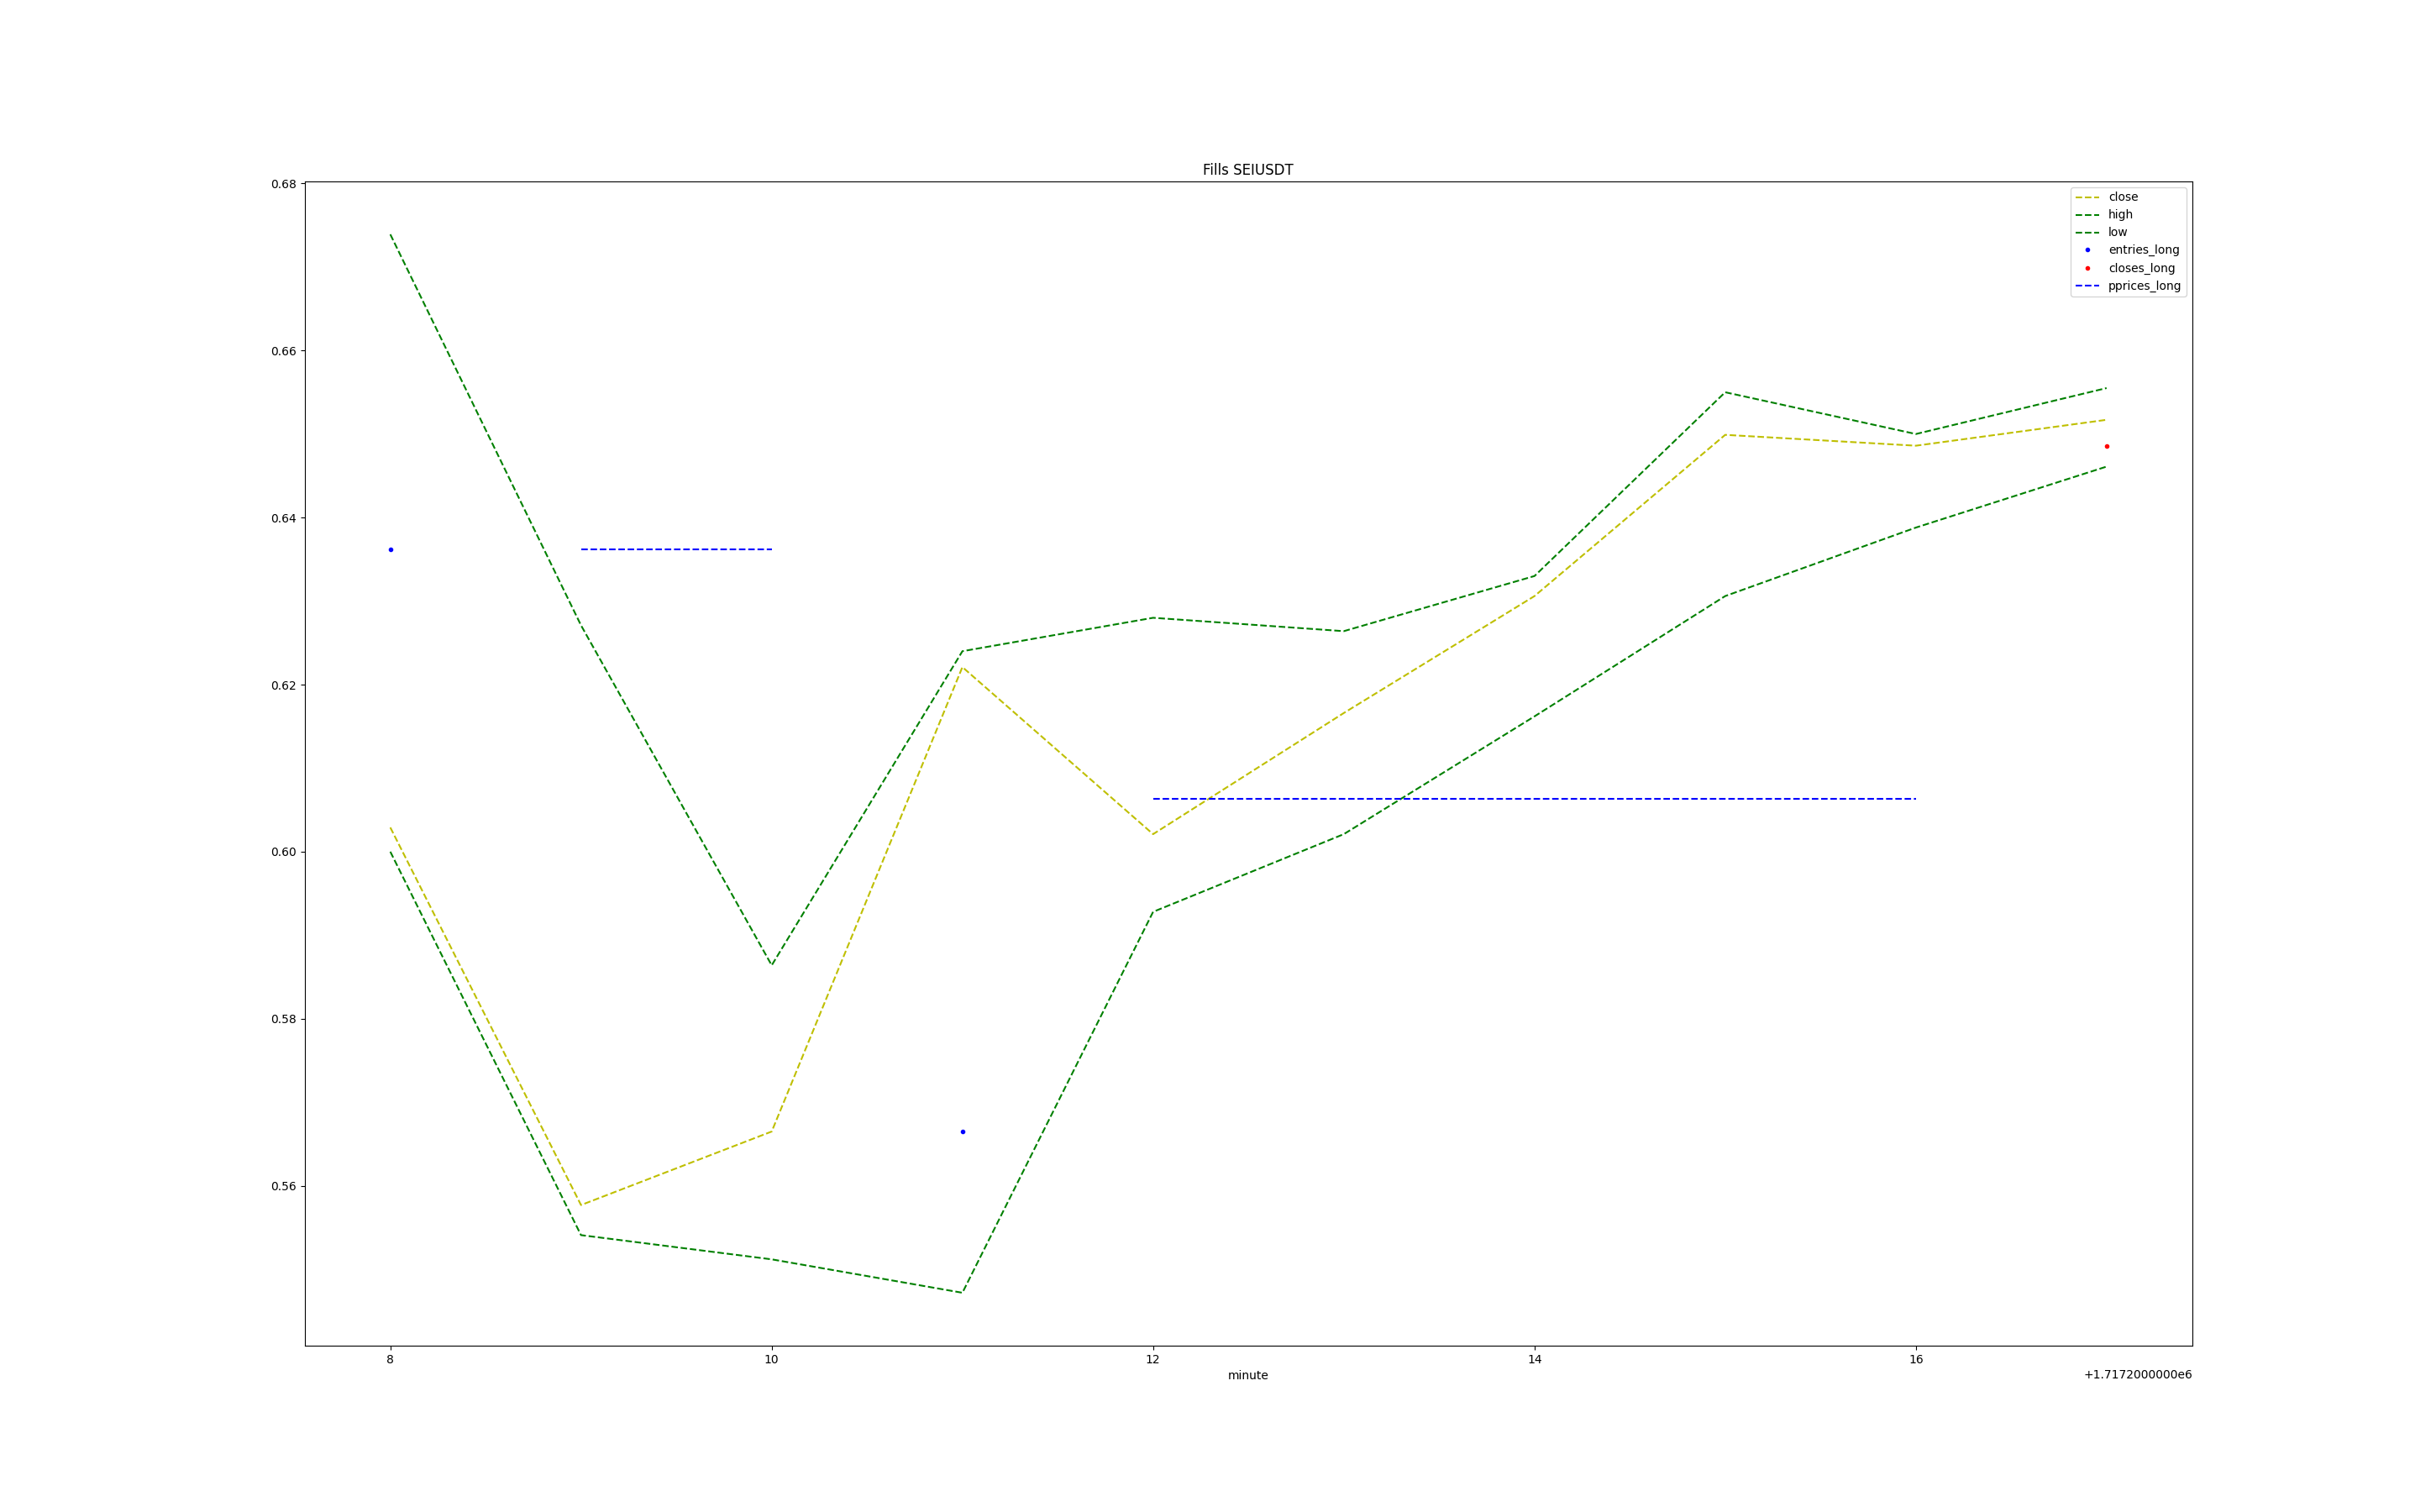 Fills SEIUSDT
0.68
0.66
0.64
0.62
0.60
0.58
0.56
close
high
low
entries_long
closes_long
pprices_long
8
10
12
14
16
minute
+1.7172000000e6